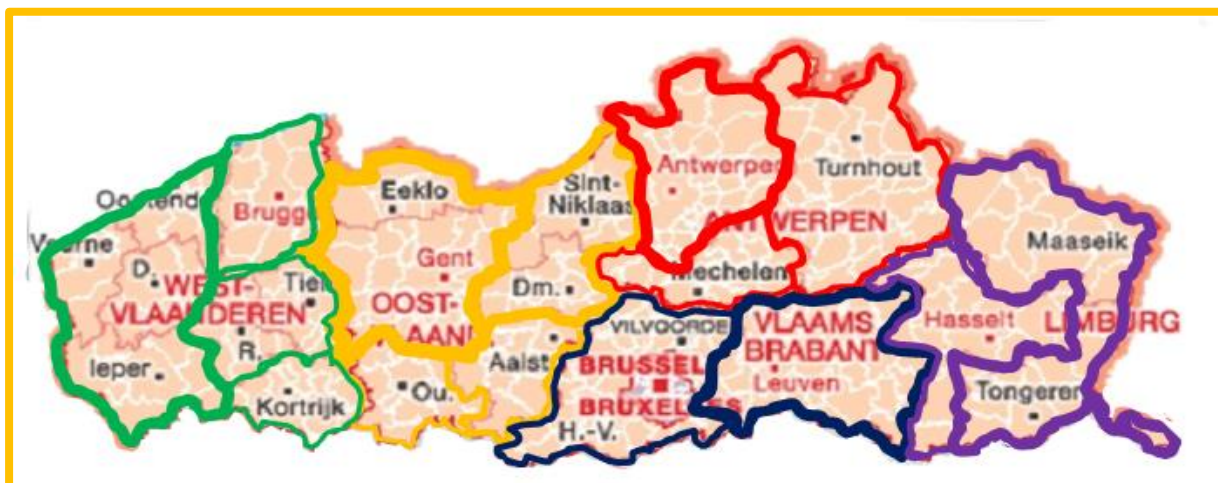 Oostende
Veurne
Brugge
D.
WEST-
VLAANDEREN
Tielt
R.
Ieper
Kortrijk
Eeklo
Gent
OOST-
Sint-
Niklaas
Dm.
Aalst
Ou.
Antwerpen
Turnhout
ANTWERPEN
Mechelen
VILVOORDE
BRUSSEL
BRUXELLES
H.-V.
VLAAMS
BRABANT
Leuven
Maaseik
Hasselt
LIMBURG
Tongeren